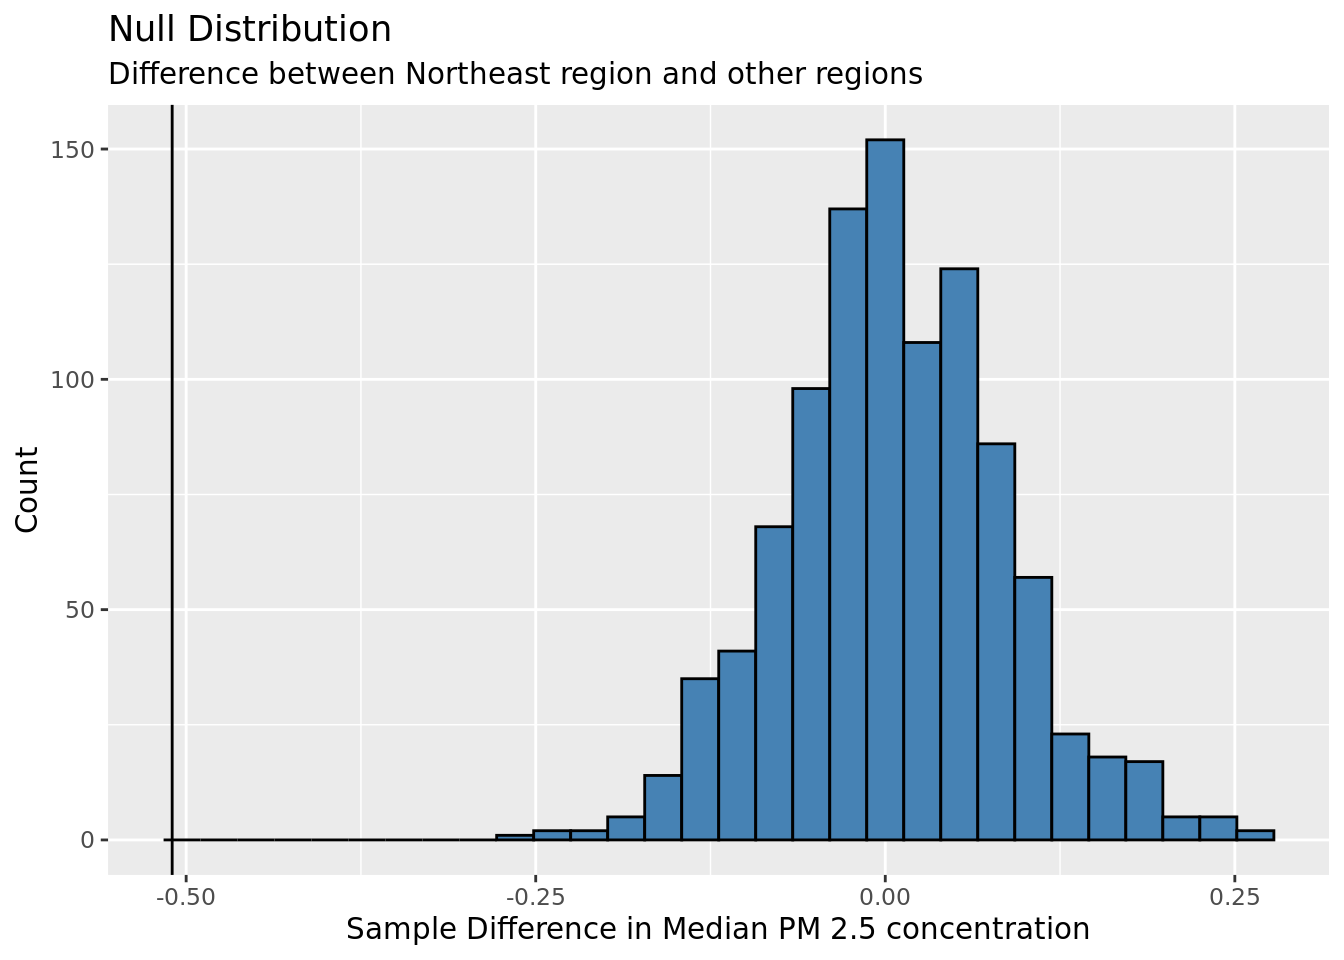 Null Distribution
Difference between Northeast region and other regions
150
100
50
0
Count
-0.50 -0.25 0.00 0.25
Sample Difference in Median PM 2.5 concentration